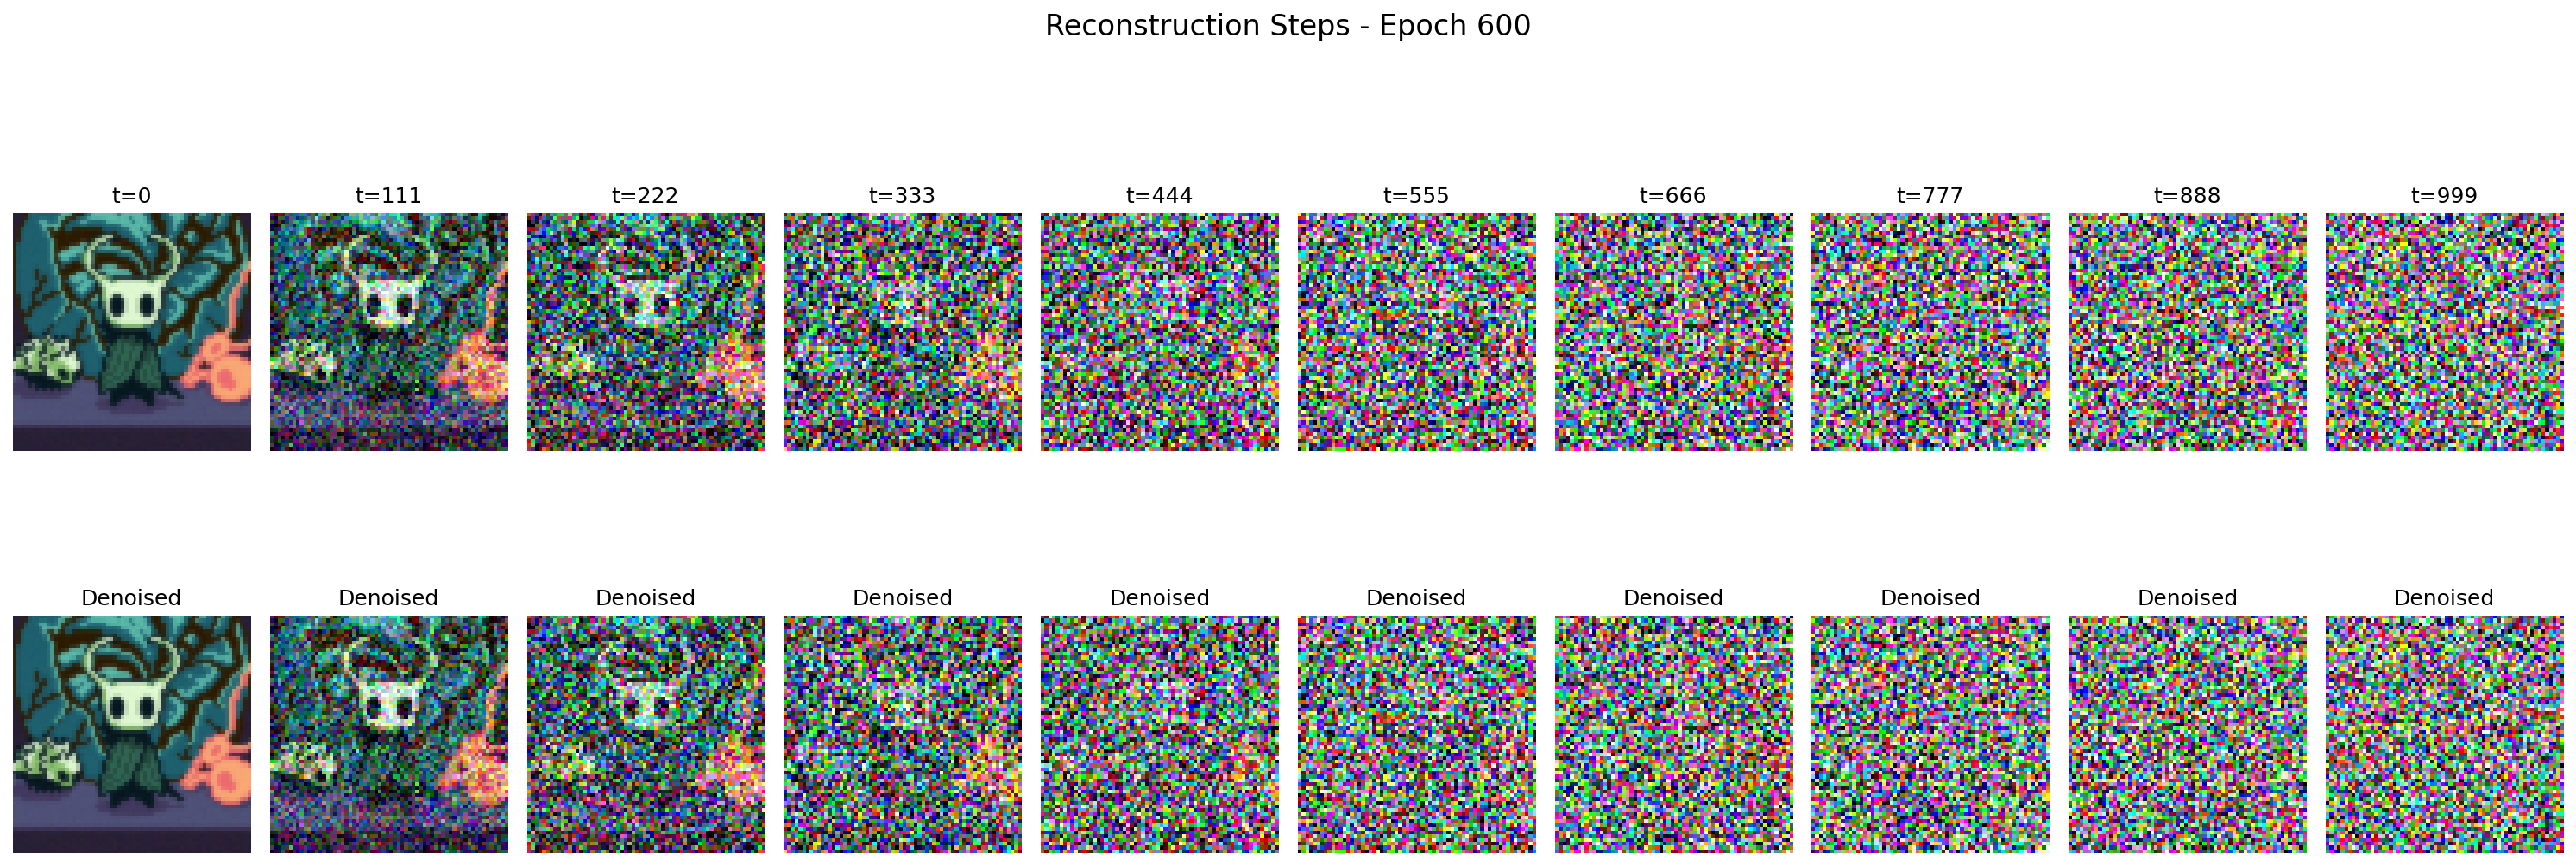 Reconstruction Steps - Epoch 600
t=0 t=111 t=222 t=333 t=444 t=555 t=666 t=777 t=888 t=999
Denoised Denoised Denoised Denoised Denoised Denoised Denoised Denoised Denoised Denoised